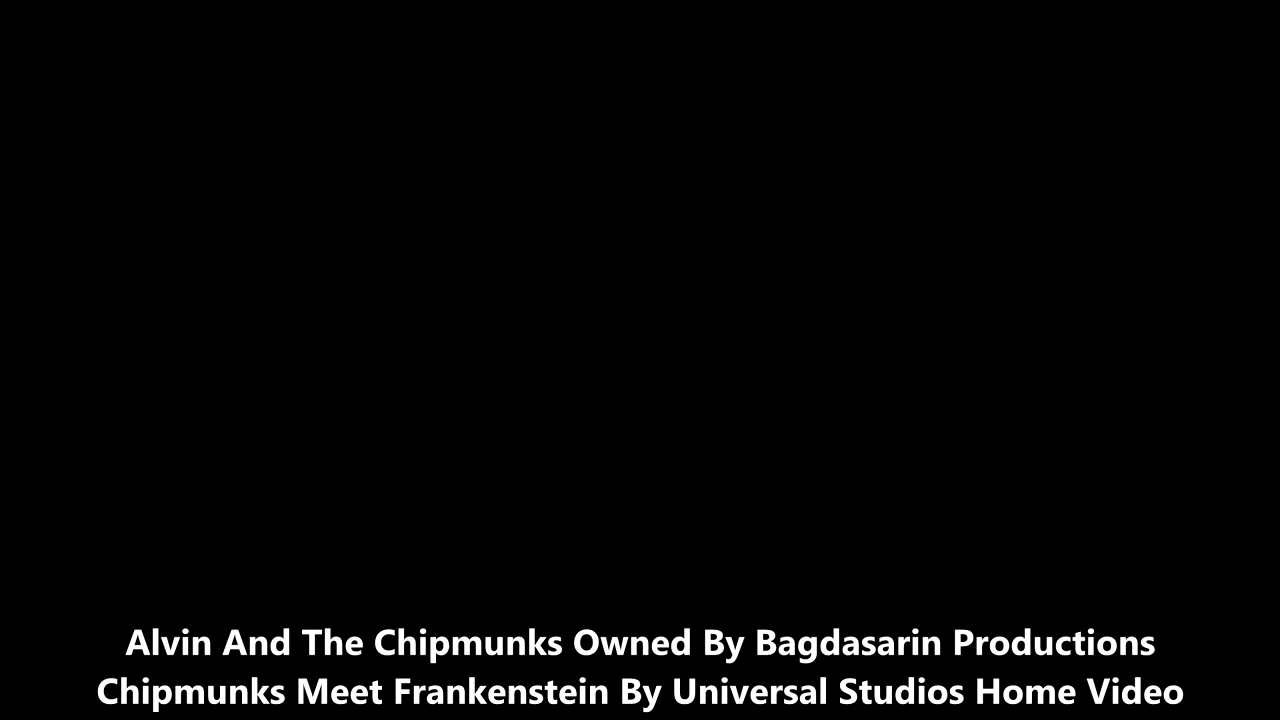 Alvin And The Chipmunks Owned By Bagdasarin Productions
Chipmunks Meet Frankenstein By Universal Studios Home Video